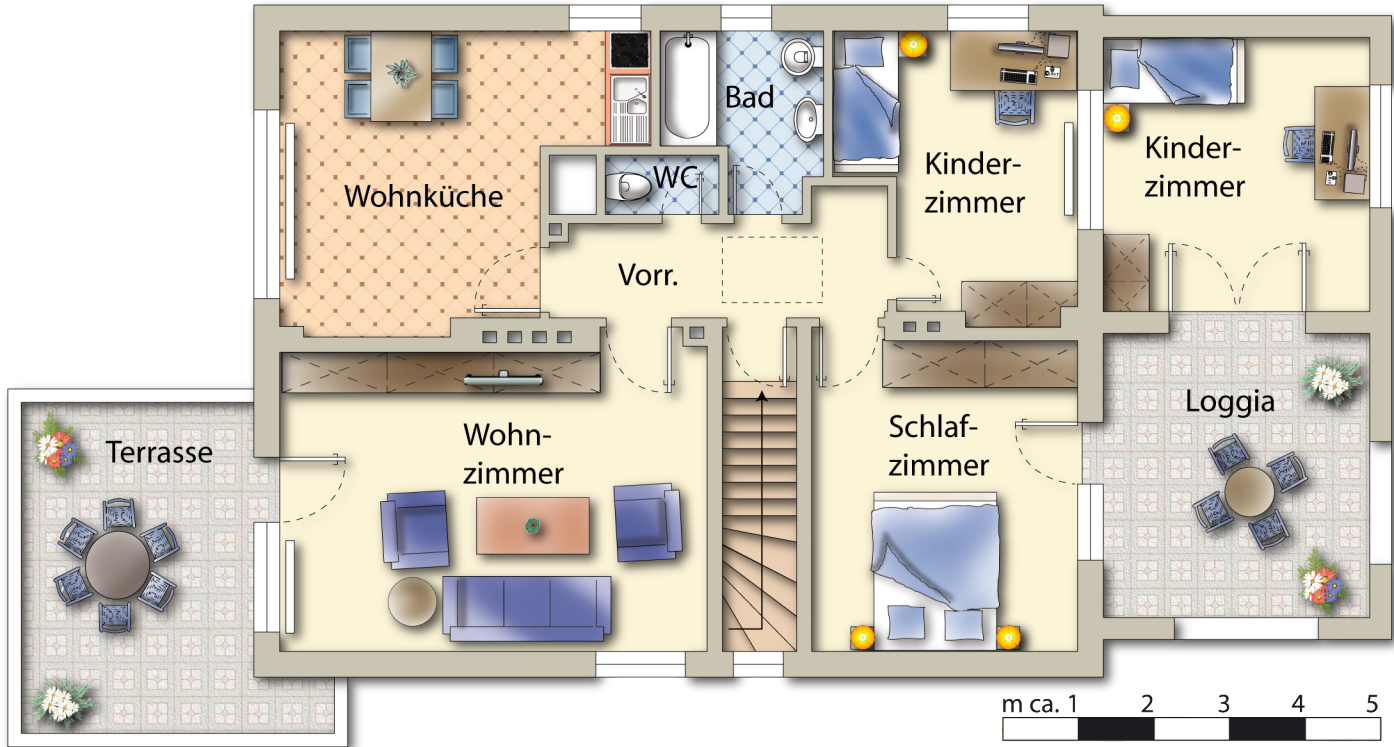 Bad
WC
Wohnküche
Kinder-
zimmer
Kinder-
zimmer
Vorr.
Terrasse
Wohn-
zimmer
Schlaf-
zimmer
Loggia
m ca. 1 2 3 4 5